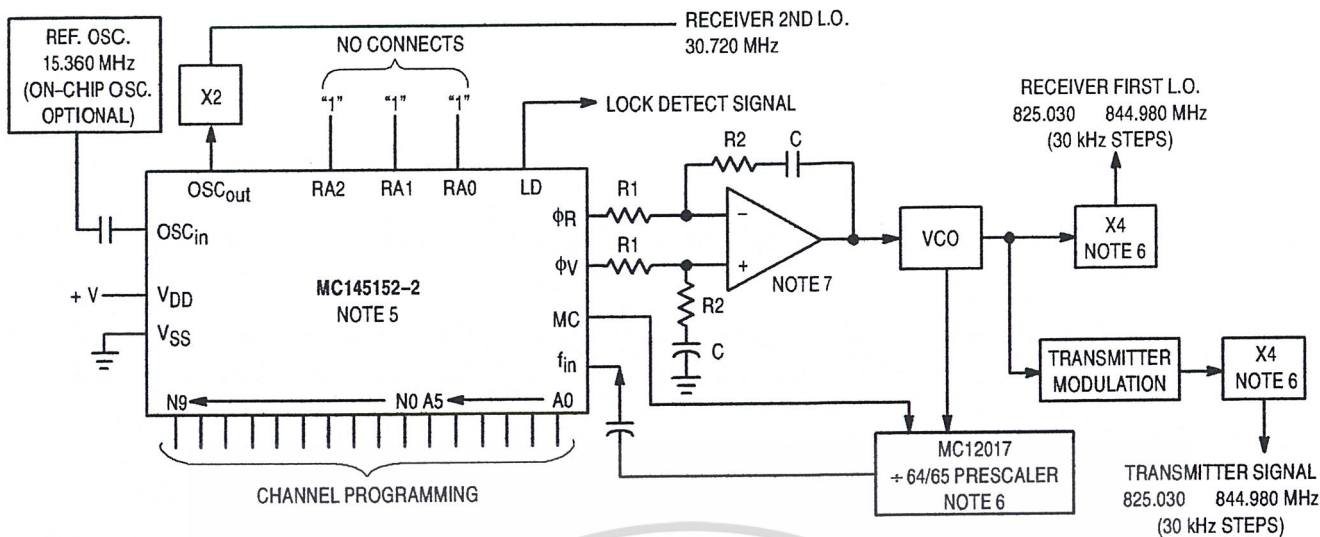 REF. OSC.
15.360 MHz
(ON–CHIP OSC.
OPTIONAL)
X2
RECEIVER 2ND L.O.
30.720 MHz
NO CONNECTS
“1” “1” “1”
LOCK DETECT SIGNAL
RECEIVER FIRST L.O.
825.030 844.980 MHz
(30 kHz STEPS)
OSCout RA2 RA1 RA0 LD
OSCin
+ V VDD
VSS
MC145152–2
NOTE 5
ϕR
ϕV
MC
fin
N9 N0 A5 A0
CHANNEL PROGRAMMING
R1
R1
R2 C
R2
C
–
+
NOTE 7
VCO
X4
NOTE 6
TRANSMITTER
MODULATION
X4
NOTE 6
MC12017
÷ 64/65 PRESCALER
NOTE 6
TRANSMITTER SIGNAL
825.030 844.980 MHz
(30 kHz STEPS)